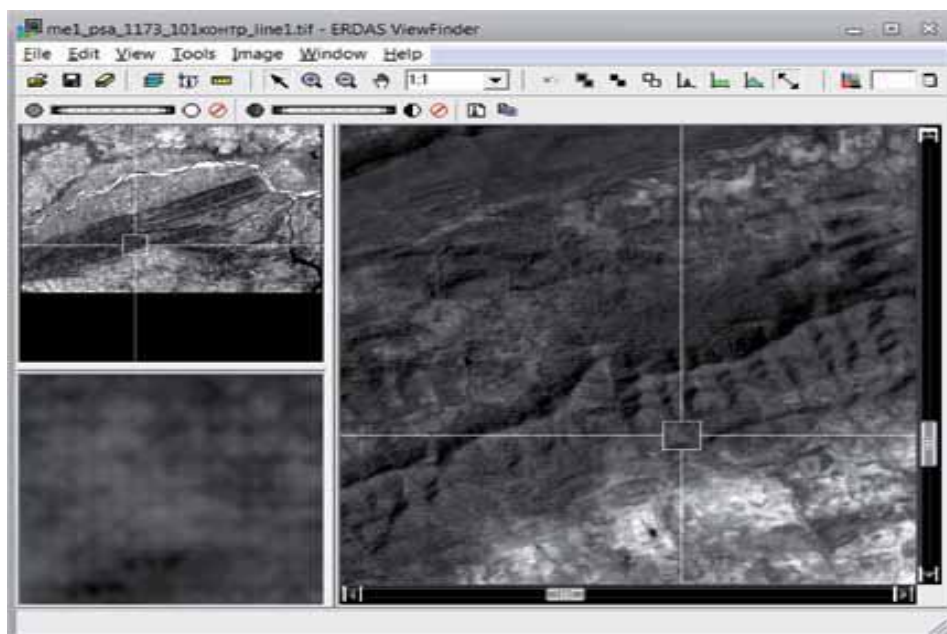 me1_psa_1173_101контр_line1.tif - ERDAS ViewFinder
File Edit View Tools Image Window Help
1:1